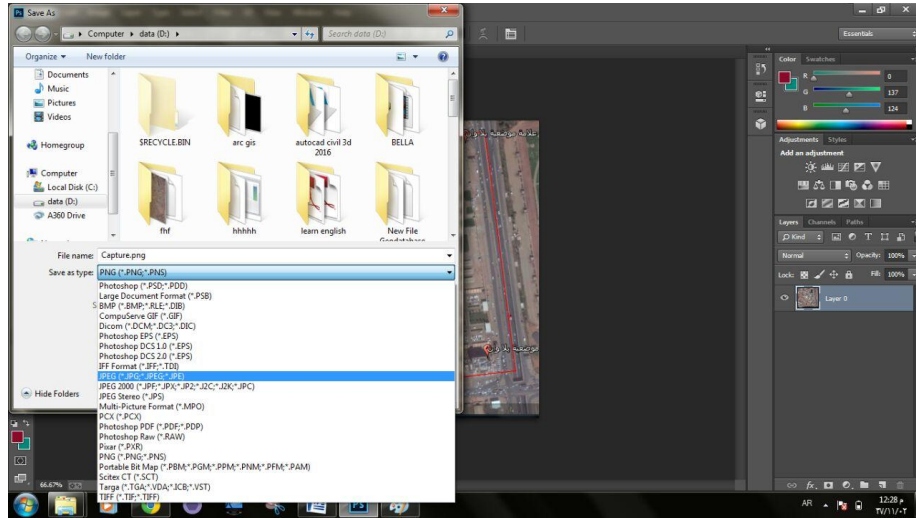 Save As
Computer ▸ data (D:) ▸
Search data (D:)
Essentials
Organize ▾
New folder
Documents
Music
Pictures
Videos
Homegroup
Computer
Local Disk (C:)
data (D:)
A360 Drive
$RECYCLE.BIN
arc gis
autocad civil 3d 2016
BELLA
fhf
hhhhh
learn english
New File Geodatabase
File name: Capture.png
Save as type: PNG (*.PNG;*.PNS)
Photoshop (*.PSD;*.PDD)
Large Document Format (*.PSB)
BMP (*.BMP;*.RLE;*.DIB)
CompuServe GIF (*.GIF)
Dicom (*.DCM;*.DC3;*.DIC)
Photoshop EPS (*.EPS)
Photoshop DCS 1.0 (*.EPS)
Photoshop DCS 2.0 (*.EPS)
IFF Format (*.IFF;*.TDI)
JPEG (*.JPG;*.JPEG;*.JPE)
JPEG 2000 (*.JPF;*.JPX;*.JP2;*.J2C;*.J2K;*.JPC)
JPEG Stereo (*.JPS)
Multi-Picture Format (*.MPO)
PCX (*.PCX)
Photoshop PDF (*.PDF;*.PDP)
Photoshop Raw (*.RAW)
Pixar (*.PXR)
PNG (*.PNG;*.PNS)
Portable Bit Map (*.PBM;*.PGM;*.PPM;*.PNM;*.PFM;*.PAM)
Scitex CT (*.SCT)
Targa (*.TGA;*.VDA;*.ICB;*.VST)
TIFF (*.TIF;*.TIFF)
Hide Folders
علامة موضعية بلا
موضعية بلا
Color Swatches
R 0
G 137
B 124
Adjustments Styles
Add an adjustment
Layers Channels Paths
Kind
Normal
Opacity: 100%
Lock:
Fill: 100%
Layer 0
66.67%
AR
12:28 م
٢٧/١١/٠٢